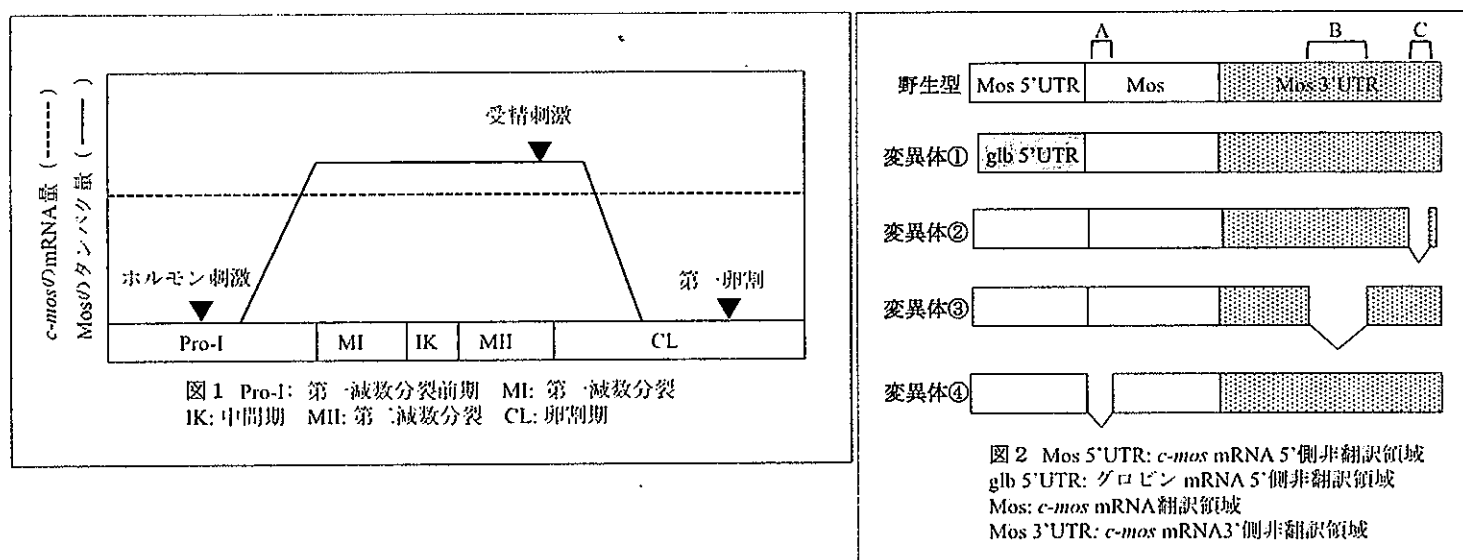 c-mosのmRNA量 (------)
Mosのタンパク量 (——)
受精刺激
ホルモン刺激
第一卵割
Pro-I MI IK MII CL
図1 Pro-I: 第一減数分裂前期 MI: 第一減数分裂
IK: 中間期 MII: 第二減数分裂 CL: 卵割期
A B C
野生型 Mos 5'UTR Mos Mos 3'UTR
変異体① glb 5'UTR
変異体②
変異体③
変異体④
図2 Mos 5'UTR: c-mos mRNA 5'側非翻訳領域
glb 5'UTR: グロビン mRNA 5'側非翻訳領域
Mos: c-mos mRNA翻訳領域
Mos 3'UTR: c-mos mRNA3'側非翻訳領域